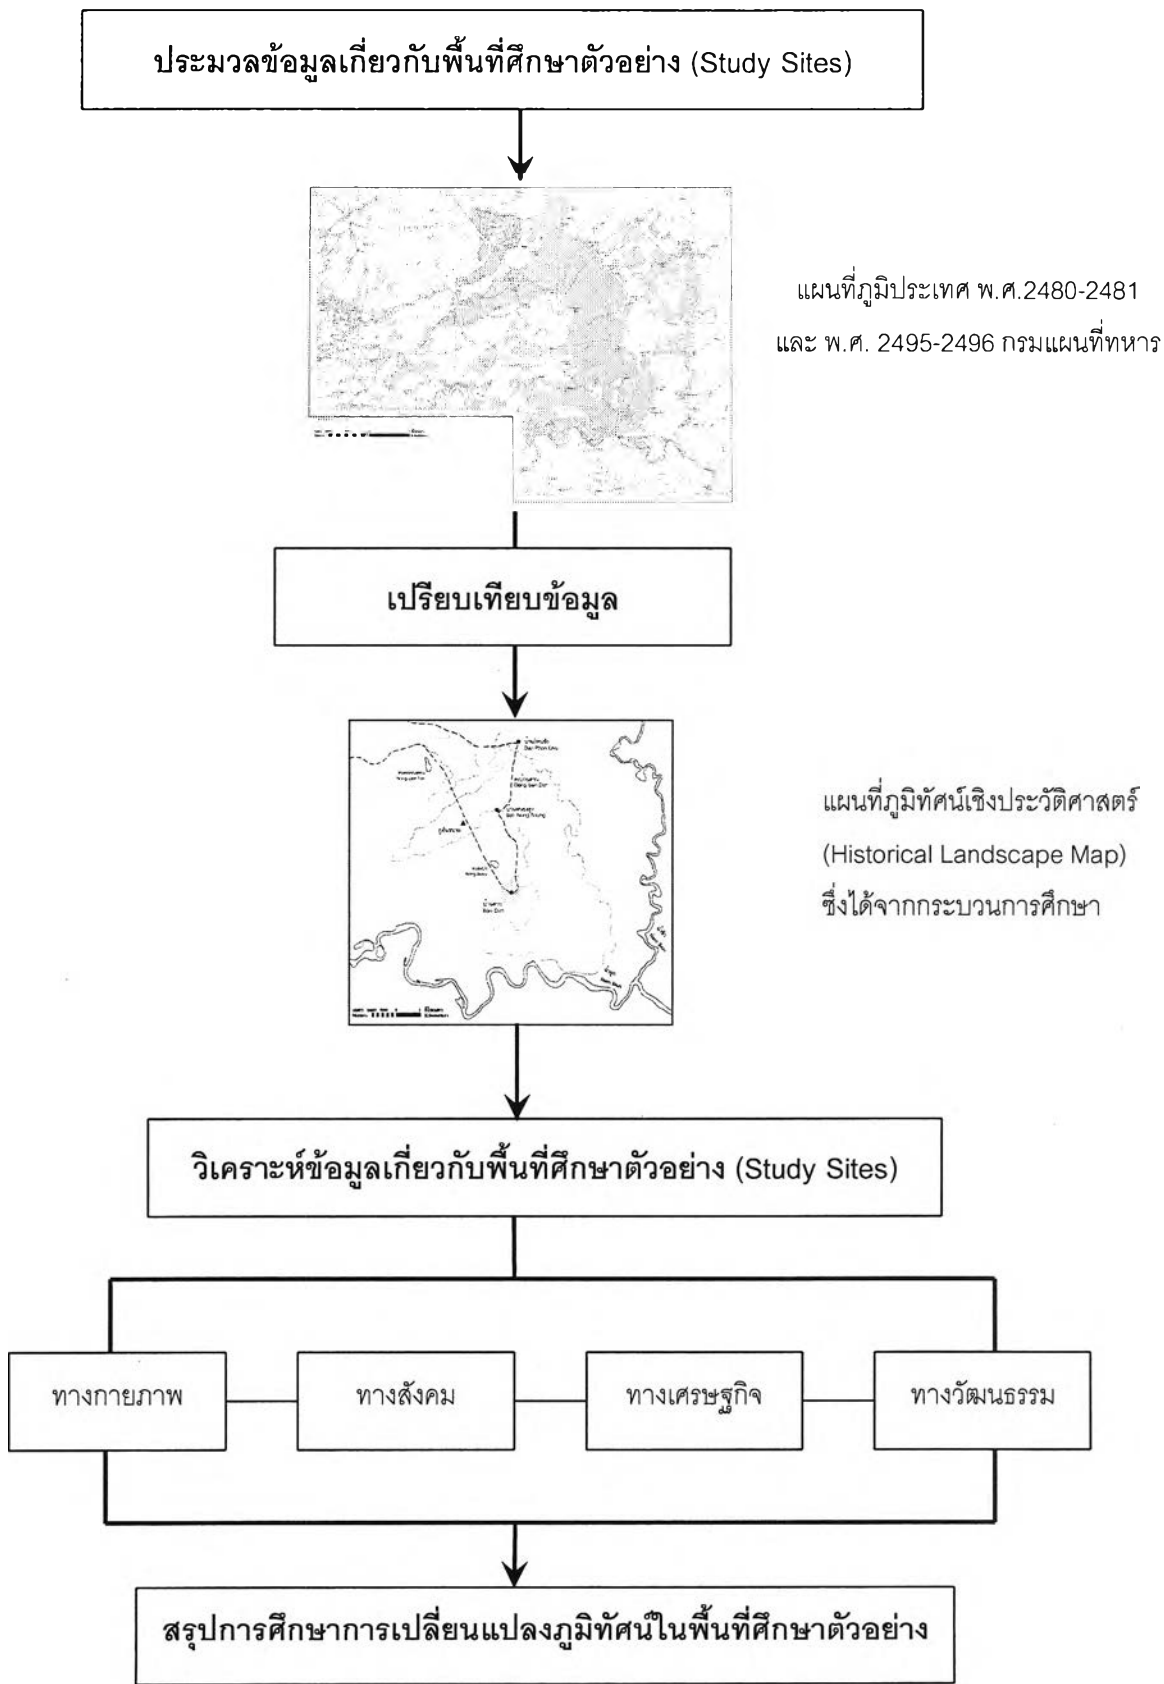 ประมวลข้อมูลเกี่ยวกับพื้นที่ศึกษาตัวอย่าง (Study Sites)
แผนที่ภูมิประเทศ พ.ศ.2480-2481
และ พ.ศ. 2495-2496 กรมแผนที่ทหาร
เปรียบเทียบข้อมูล
แผนที่ภูมิทัศน์เชิงประวัติศาสตร์
(Historical Landscape Map)
ซึ่งได้จากกระบวนการศึกษา
วิเคราะห์ข้อมูลเกี่ยวกับพื้นที่ศึกษาตัวอย่าง (Study Sites)
ทางกายภาพ
ทางสังคม
ทางเศรษฐกิจ
ทางวัฒนธรรม
สรุปการศึกษาการเปลี่ยนแปลงภูมิทัศน์ในพื้นที่ศึกษาตัวอย่าง